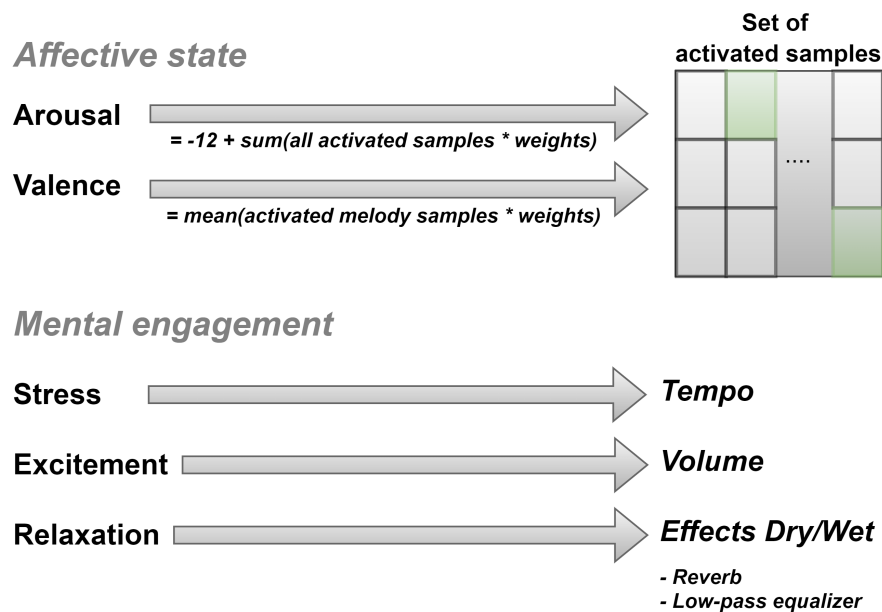 Set of
activated samples
Affective state
Arousal
= -12 + sum(all activated samples * weights)
....
Valence
= mean(activated melody samples * weights)
Mental engagement
Stress
Tempo
Excitement
Volume
Relaxation
Effects Dry/Wet
- Reverb
- Low-pass equalizer